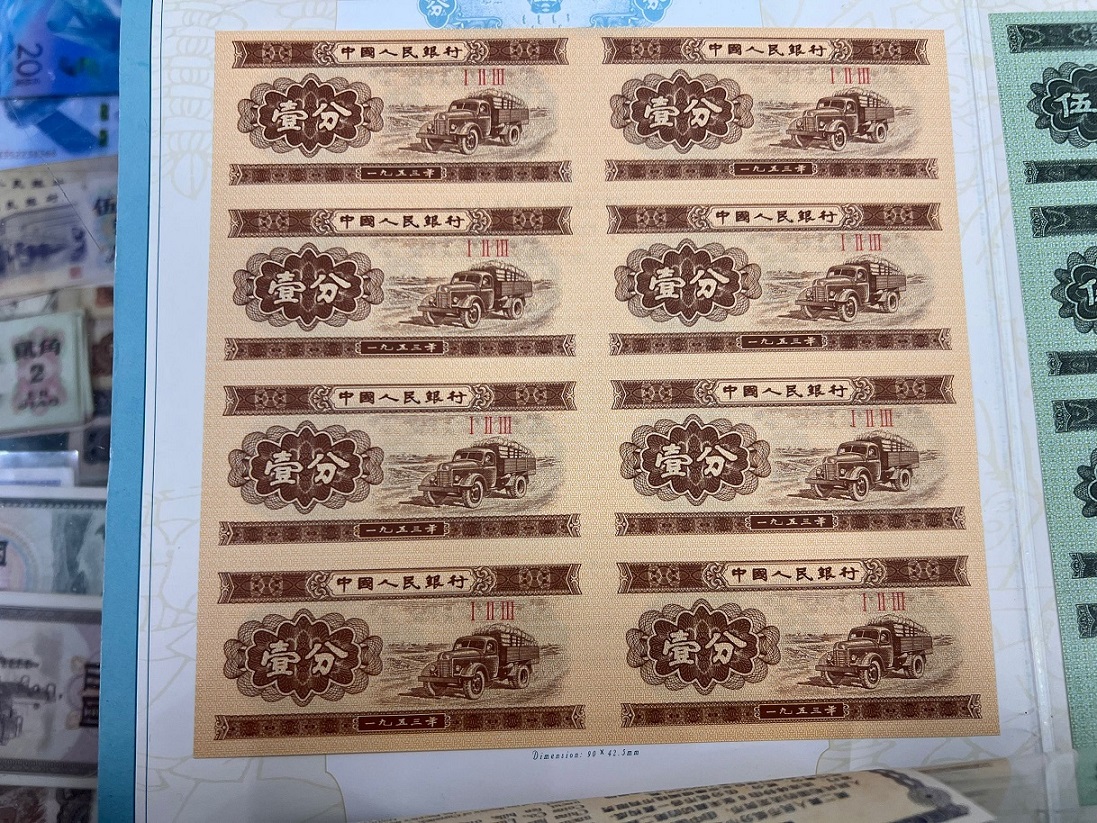 中國人民銀行
I II III
壹分
一九五三年
中國人民銀行
I II III
壹分
一九五三年
中國人民銀行
I II III
壹分
一九五三年
中國人民銀行
I II III
壹分
一九五三年
中國人民銀行
I II III
壹分
一九五三年
中國人民銀行
I II III
壹分
一九五三年
中國人民銀行
I II III
壹分
一九五三年
中國人民銀行
I II III
壹分
一九五三年
Dimension: 90×42.5mm
20
伍
貳角
2
伍